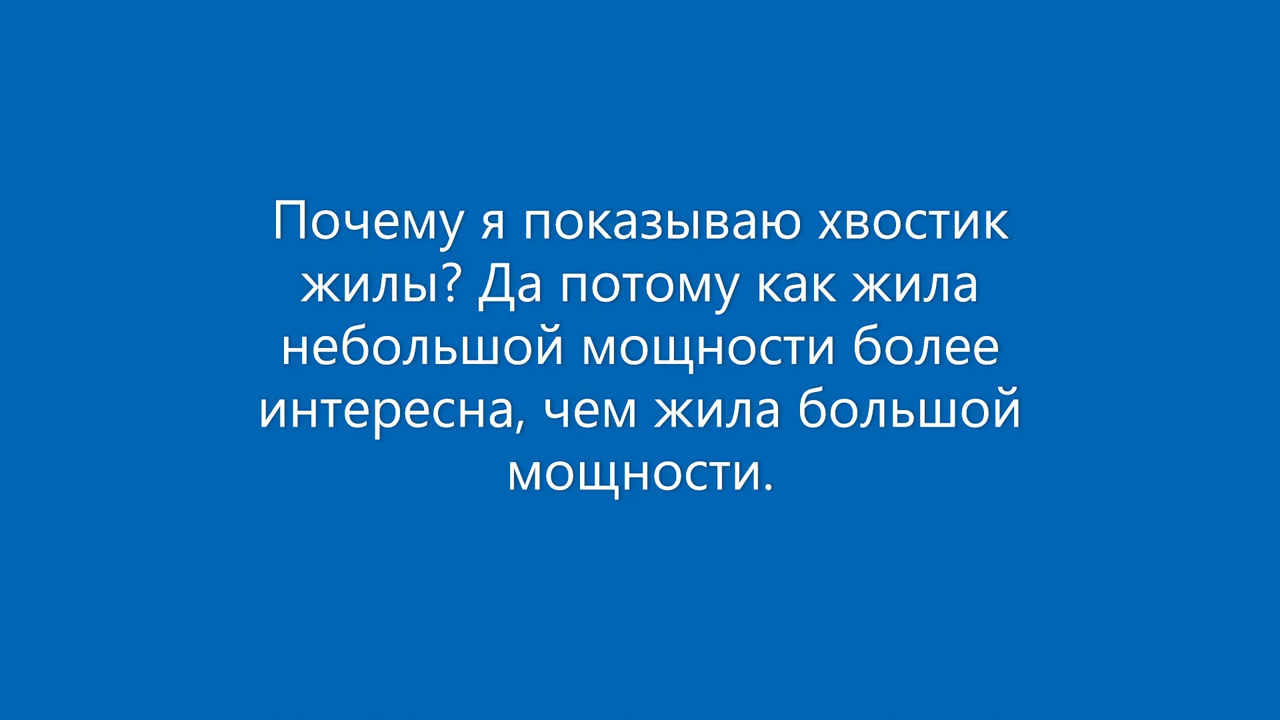 Почему я показываю хвостик
жилы? Да потому как жила
небольшой мощности более
интересна, чем жила большой
мощности.